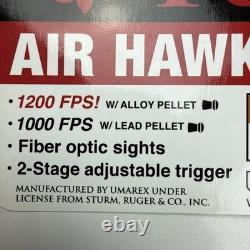 AIR HAWK
• 1200 FPS! W/ ALLOY PELLET
• 1000 FPS W/ LEAD PELLET
• Fiber optic sights
• 2-Stage adjustable trigger
MANUFACTURED BY UMAREX UNDER
LICENSE FROM STURM, RUGER & CO., INC.